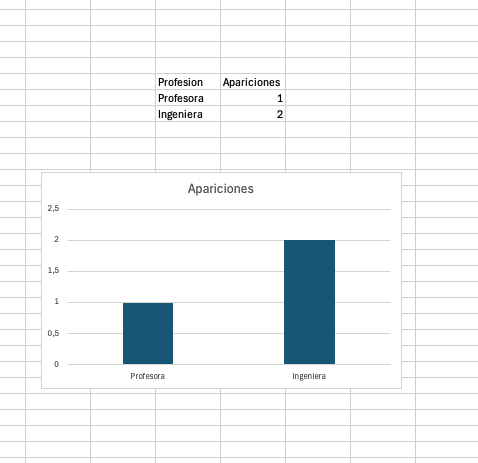 Profesion Apariciones
Profesora 1
Ingeniera 2
Apariciones
2,5
2
1,5
1
0,5
0
Profesora Ingeniera